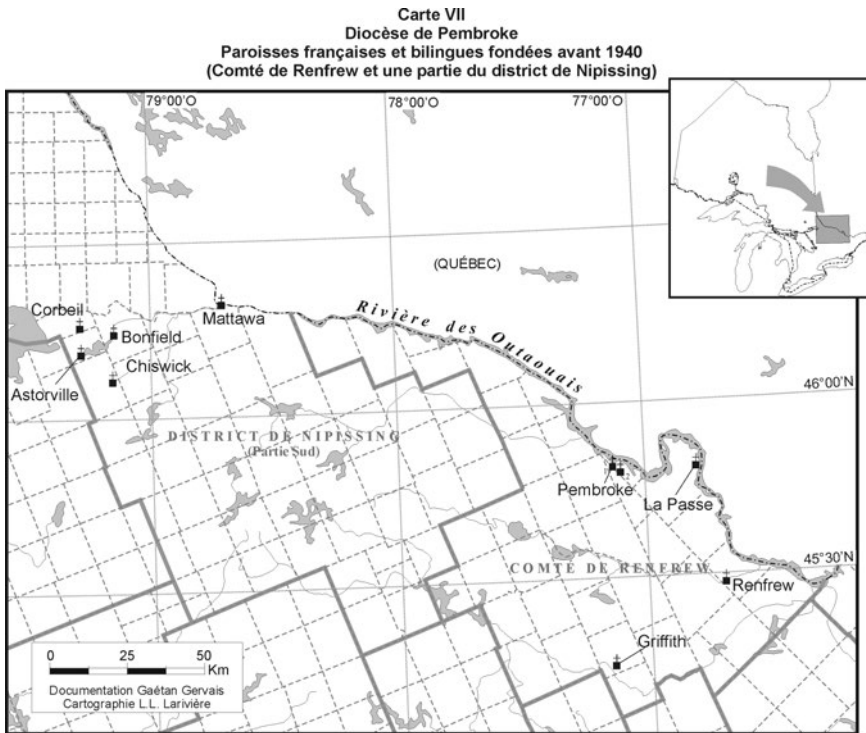 Carte VII
Diocèse de Pembroke
Paroisses françaises et bilingues fondées avant 1940
(Comté de Renfrew et une partie du district de Nipissing)
79°00'O
78°00'O
77°00'O
(QUÉBEC)
Corbeil
Bonfield
Mattawa
Rivière des Outaouais
Astorville
Chiswick
46°00'N
DISTRICT DE NIPISSING
(Partie Sud)
Pembroke
La Passe
45°30'N
COMTÉ DE RENFREW
Renfrew
Griffith
0 25 50
Km
Documentation Gaétan Gervais
Cartographie L.L. Larivière